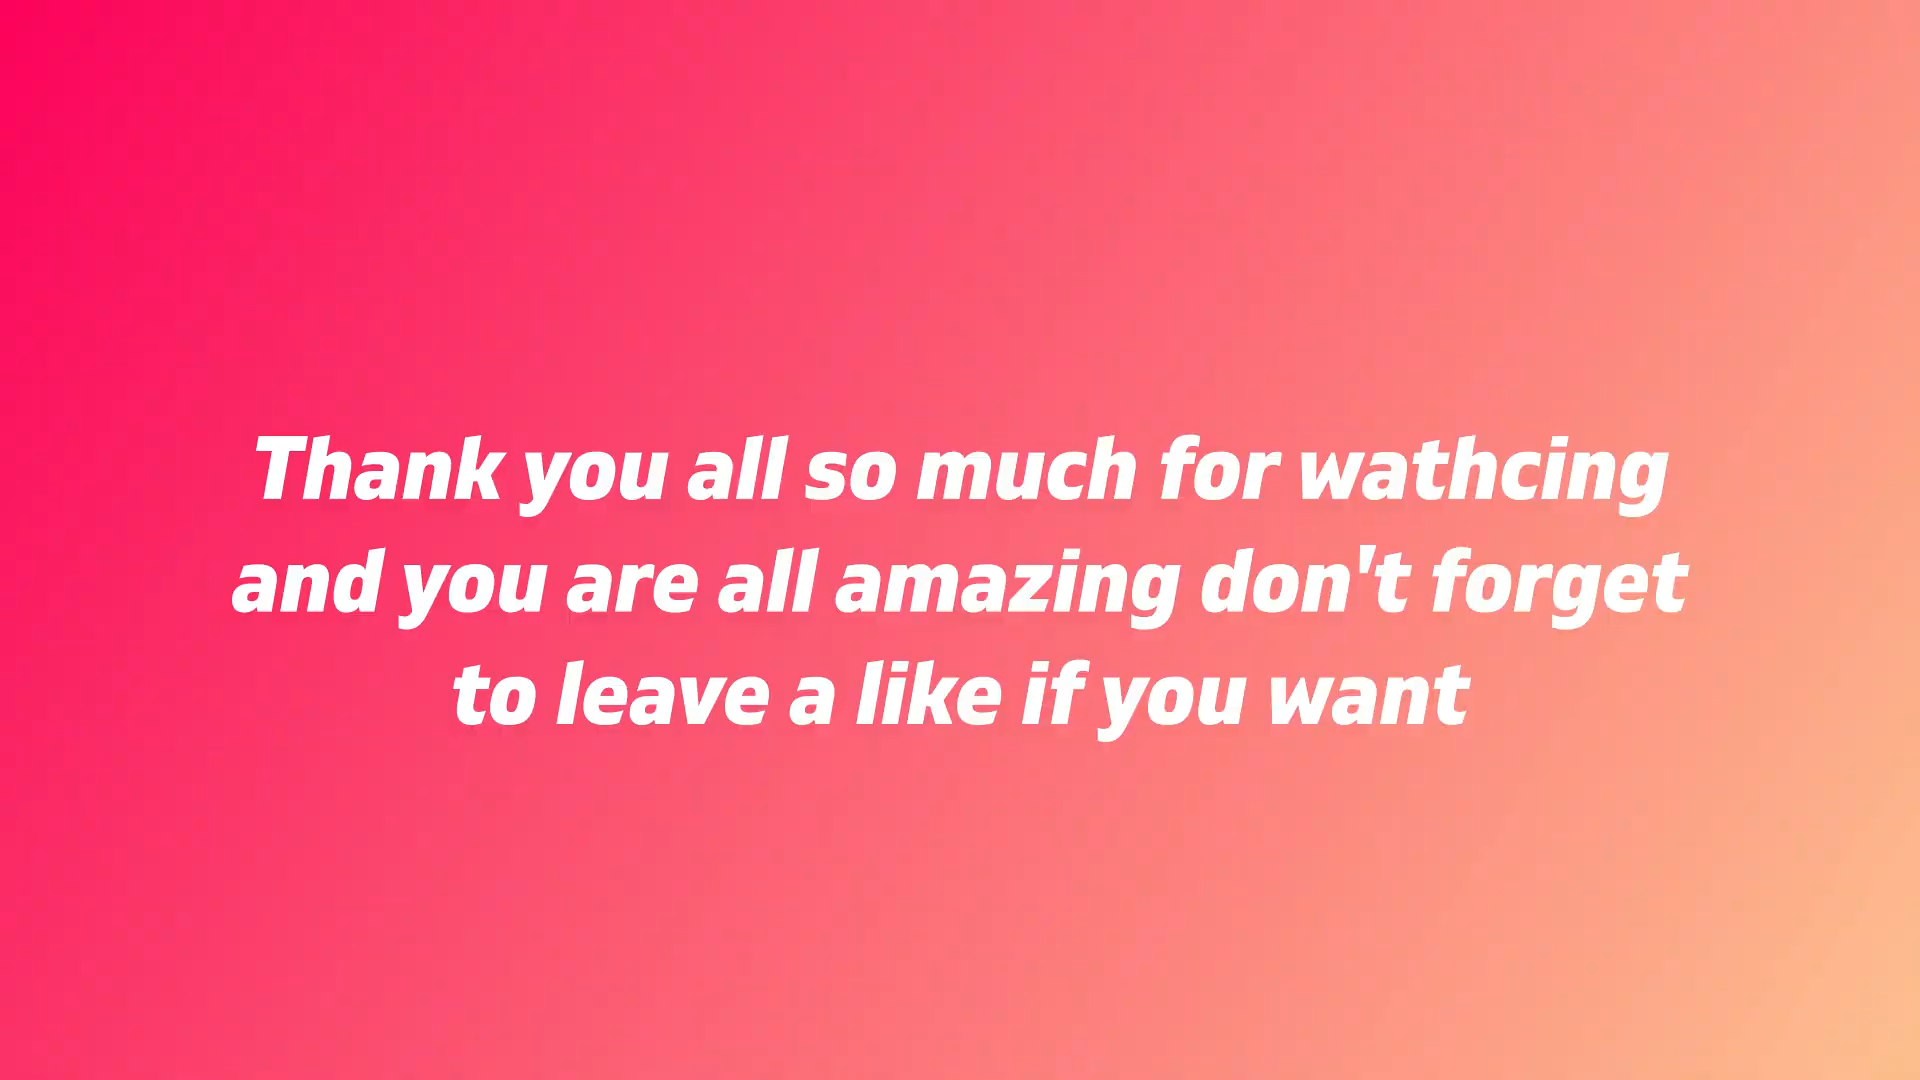 Thank you all so much for wathcing
and you are all amazing don't forget
to leave a like if you want